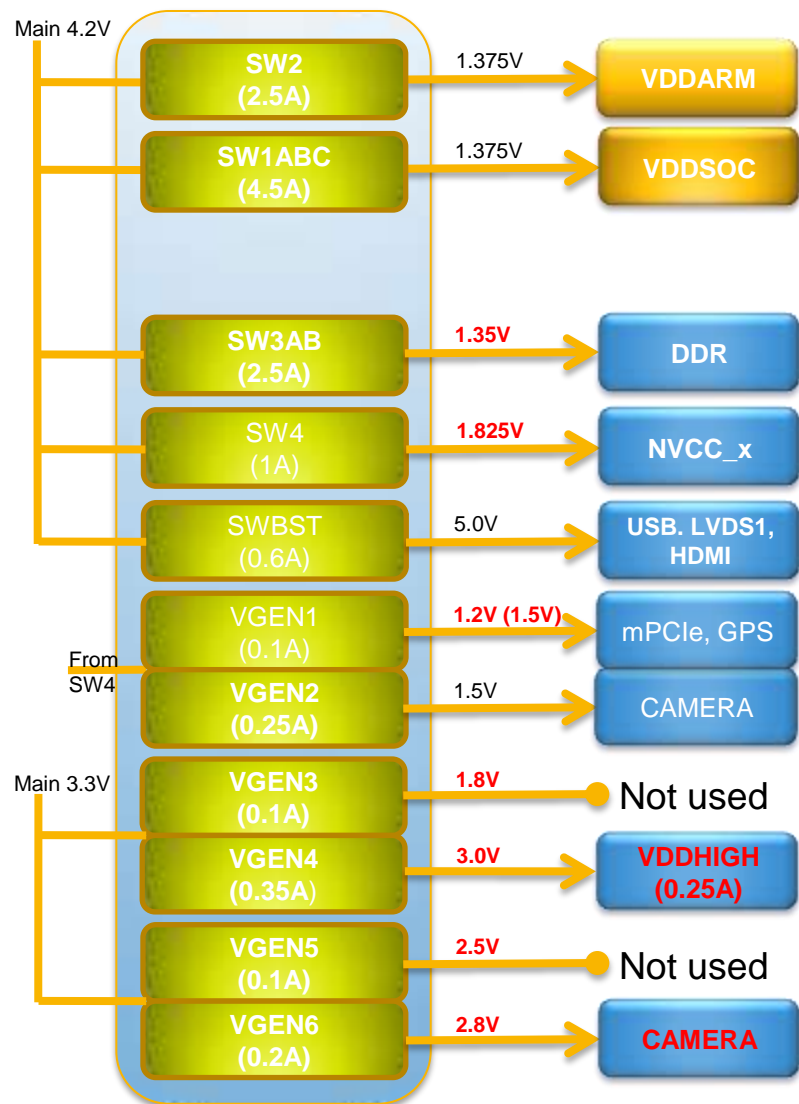 Main 4.2V
SW2
(2.5A)
1.375V
VDDARM
SW1ABC
(4.5A)
1.375V
VDDSOC
SW3AB
(2.5A)
1.35V
DDR
SW4
(1A)
1.825V
NVCC_x
SWBST
(0.6A)
5.0V
USB. LVDS1,
HDMI
VGEN1
(0.1A)
1.2V (1.5V)
mPCIe, GPS
From
SW4
VGEN2
(0.25A)
1.5V
CAMERA
Main 3.3V
VGEN3
(0.1A)
1.8V
Not used
VGEN4
(0.35A)
3.0V
VDDHIGH
(0.25A)
VGEN5
(0.1A)
2.5V
Not used
VGEN6
(0.2A)
2.8V
CAMERA